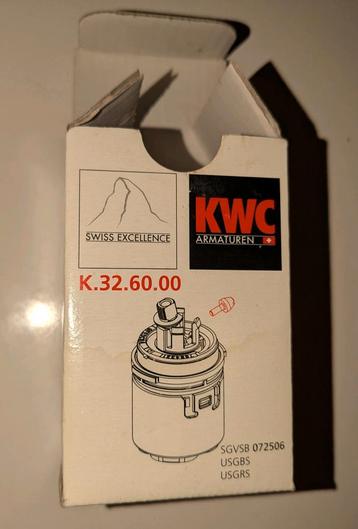 SWISS EXCELLENCE
KWC
ARMATUREN
K.32.60.00
SGVSB 072506
USGBS
USGRS